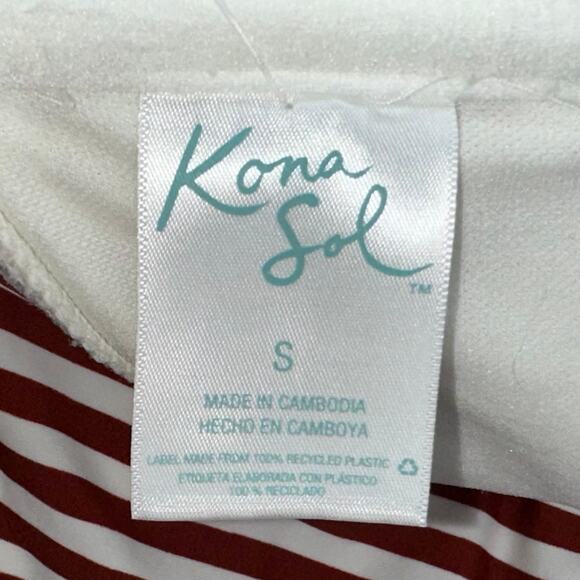 Kona
Sol
TM
S
MADE IN CAMBODIA
HECHO EN CAMBOYA
LABEL MADE FROM 100% RECYCLED PLASTIC
ETIQUETA ELABORADA CON PLÁSTICO
100% RECICLADO